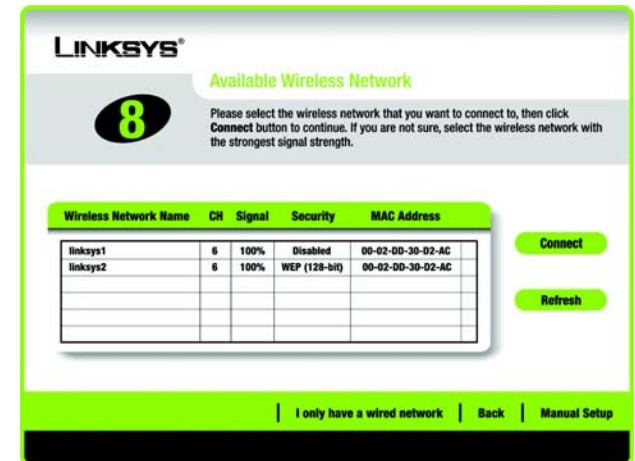 LINKSYS®
Available Wireless Network
8
Please select the wireless network that you want to connect to, then click
Connect button to continue. If you are not sure, select the wireless network with
the strongest signal strength.
Wireless Network Name CH Signal Security MAC Address
linksys1 6 100% Disabled 00-02-DD-30-D2-AC
linksys2 6 100% WEP (128-bit) 00-02-DD-30-D2-AC
Connect
Refresh
I only have a wired network | Back | Manual Setup